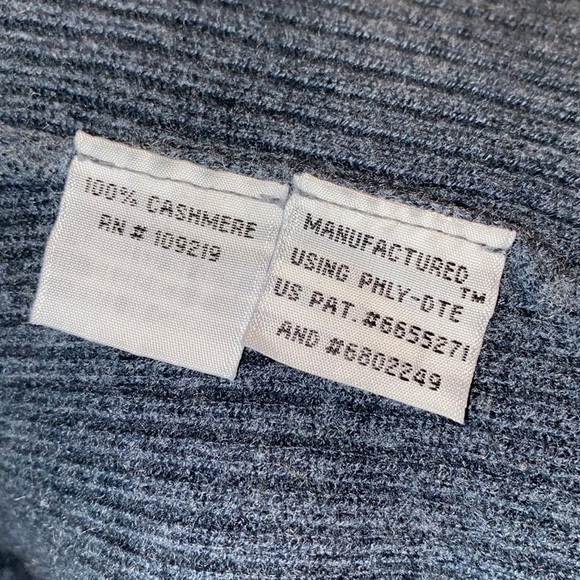 100% CASHMERE
RN # 109219
MANUFACTURED
USING PHLY-DTE™
US PAT. #6655271
AND #6802249